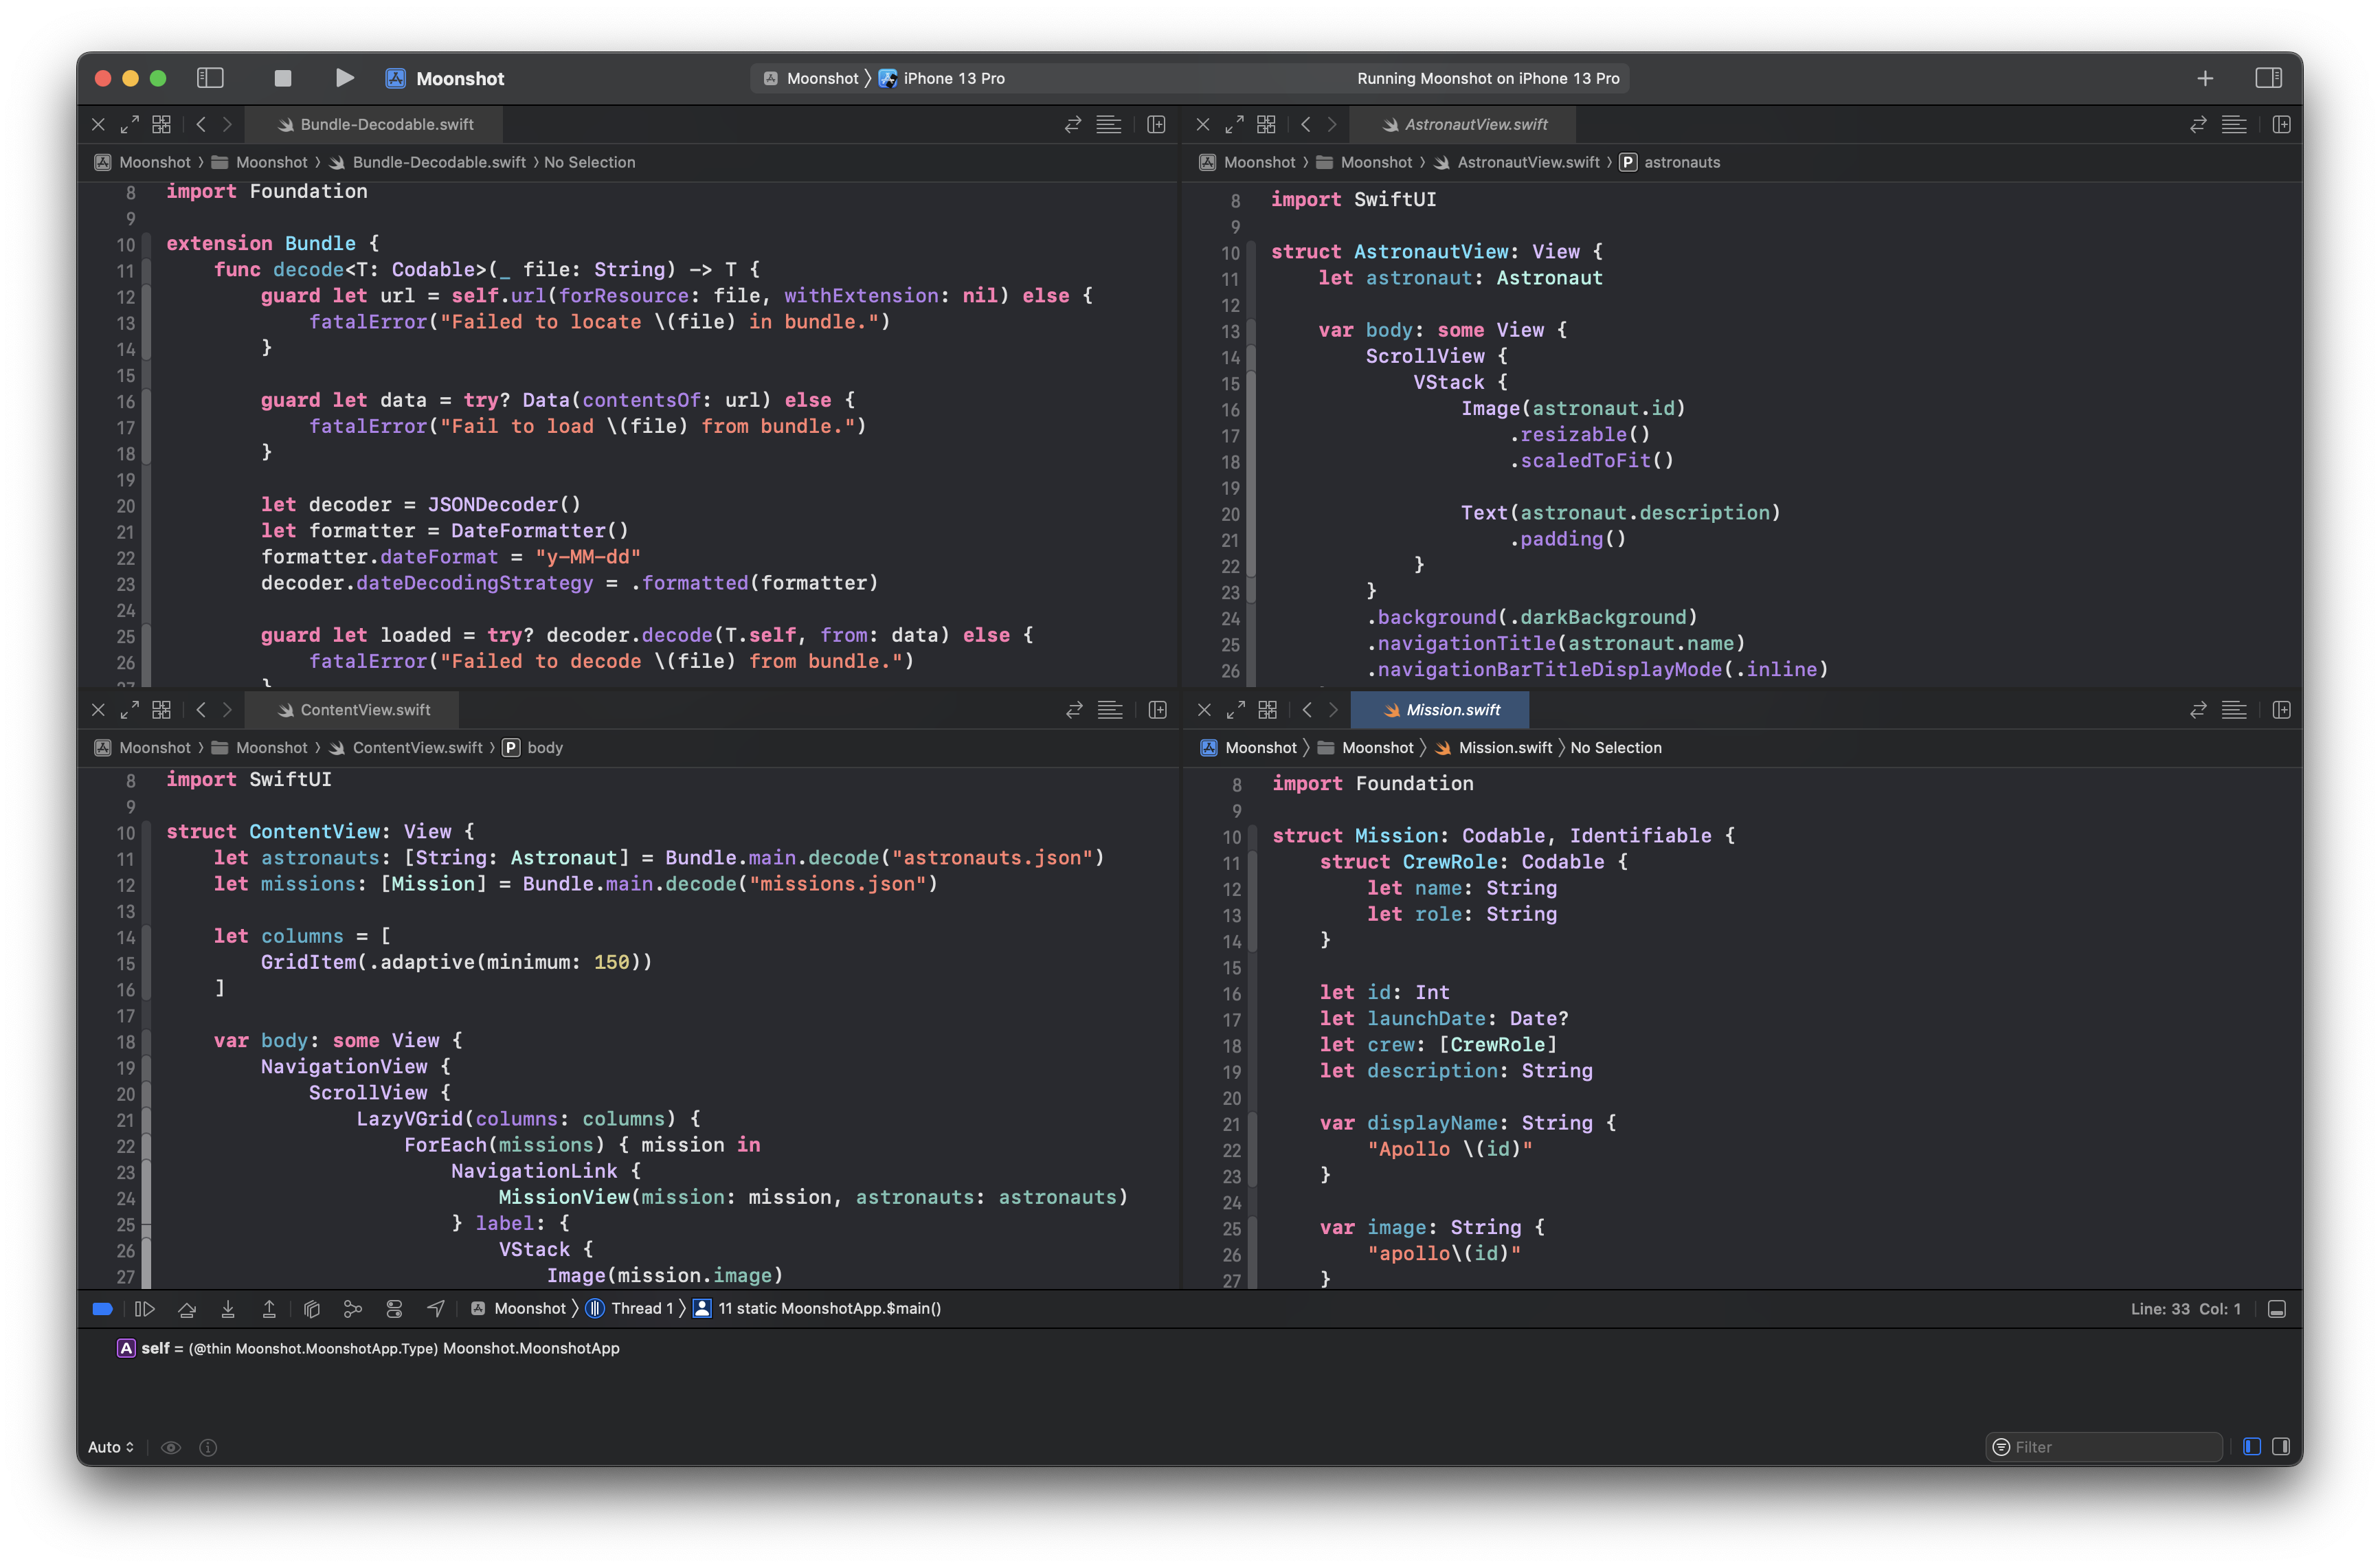 Moonshot
Moonshot iPhone 13 Pro Running Moonshot on iPhone 13 Pro
Bundle-Decodable.swift
Moonshot Moonshot Bundle-Decodable.swift No Selection
8 import Foundation
9
10 extension Bundle {
11 func decode<T: Codable>(_ file: String) -> T {
12 guard let url = self.url(forResource: file, withExtension: nil) else {
13 fatalError("Failed to locate \(file) in bundle.")
14 }
15
16 guard let data = try? Data(contentsOf: url) else {
17 fatalError("Fail to load \(file) from bundle.")
18 }
19
20 let decoder = JSONDecoder()
21 let formatter = DateFormatter()
22 formatter.dateFormat = "y-MM-dd"
23 decoder.dateDecodingStrategy = .formatted(formatter)
24
25 guard let loaded = try? decoder.decode(T.self, from: data) else {
26 fatalError("Failed to decode \(file) from bundle.")
27 }
AstronautView.swift
Moonshot Moonshot AstronautView.swift P astronauts
8 import SwiftUI
9
10 struct AstronautView: View {
11 let astronaut: Astronaut
12
13 var body: some View {
14 ScrollView {
15 VStack {
16 Image(astronaut.id)
17 .resizable()
18 .scaledToFit()
19
20 Text(astronaut.description)
21 .padding()
22 }
23 }
24 .background(.darkBackground)
25 .navigationTitle(astronaut.name)
26 .navigationBarTitleDisplayMode(.inline)
ContentView.swift
Moonshot Moonshot ContentView.swift P body
8 import SwiftUI
9
10 struct ContentView: View {
11 let astronauts: [String: Astronaut] = Bundle.main.decode("astronauts.json")
12 let missions: [Mission] = Bundle.main.decode("missions.json")
13
14 let columns = [
15 GridItem(.adaptive(minimum: 150))
16 ]
17
18 var body: some View {
19 NavigationView {
20 ScrollView {
21 LazyVGrid(columns: columns) {
22 ForEach(missions) { mission in
23 NavigationLink {
24 MissionView(mission: mission, astronauts: astronauts)
25 } label: {
26 VStack {
27 Image(mission.image)
Mission.swift
Moonshot Moonshot Mission.swift No Selection
8 import Foundation
9
10 struct Mission: Codable, Identifiable {
11 struct CrewRole: Codable {
12 let name: String
13 let role: String
14 }
15
16 let id: Int
17 let launchDate: Date?
18 let crew: [CrewRole]
19 let description: String
20
21 var displayName: String {
22 "Apollo \(id)"
23 }
24
25 var image: String {
26 "apollo\(id)"
27 }
Moonshot Thread 1 11 static MoonshotApp.$main() Line: 33 Col: 1
A self = (@thin Moonshot.MoonshotApp.Type) Moonshot.MoonshotApp
Auto Filter